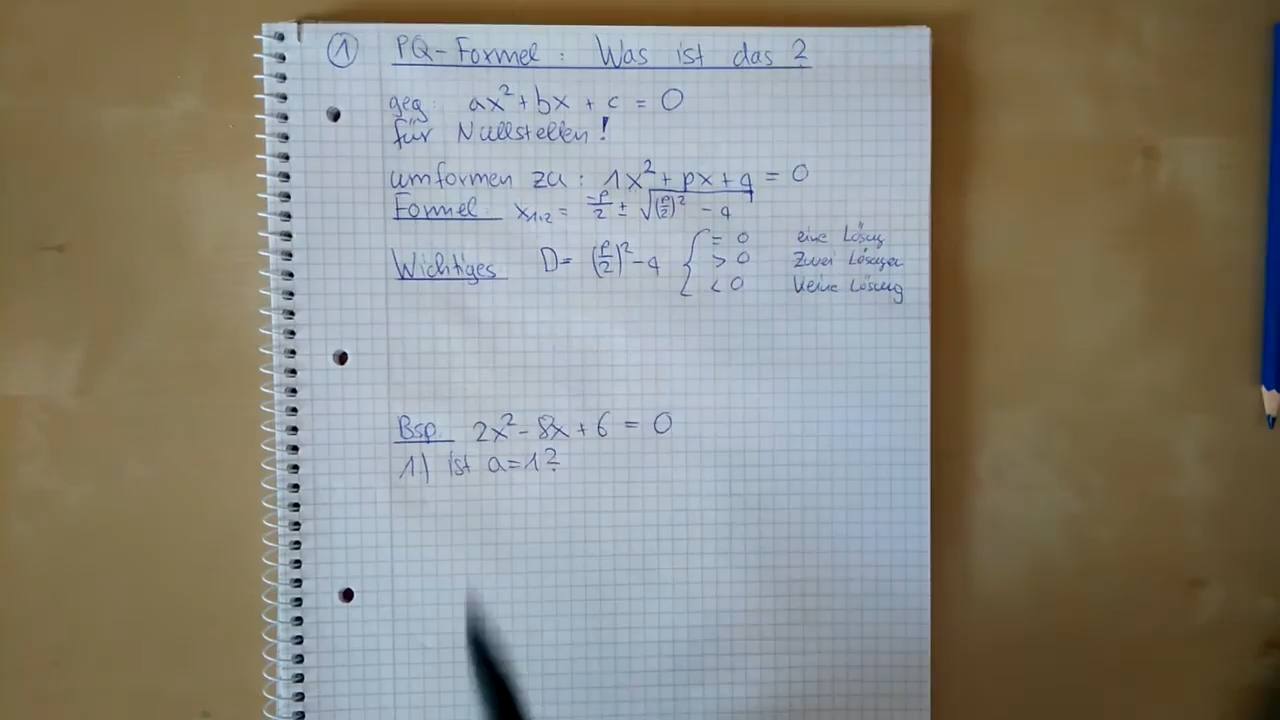 ① PQ-Formel: Was ist das?
geg: ax² + bx + c = 0
für Nullstellen!
umformen zu: 1x² + px + q = 0
Formel x₁,₂ = -p/2 ± √((p/2)² - q)
Wichtiges D = (p/2)² - q { = 0 eine Lösung
> 0 Zwei Lösungen
< 0 keine Lösung
Bsp. 2x² - 8x + 6 = 0
1) ist a=1?